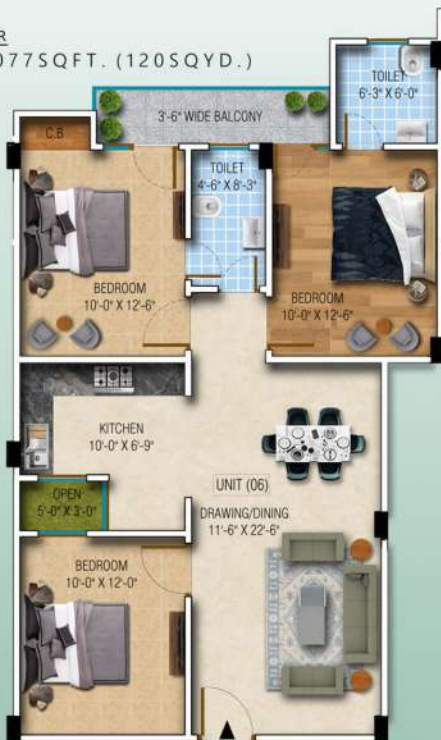 R
077SQFT. (120SQYD.)
TOILET
6'-3" X 6'-0"
3'-6" WIDE BALCONY
C.B
TOILET
4'-6" X 8'-3"
BEDROOM
10'-0" X 12'-6"
BEDROOM
10'-0" X 12'-6"
KITCHEN
10'-0" X 6'-9"
OPEN
5'-0" X 3'-0"
UNIT (06)
DRAWING/DINING
11'-6" X 22'-6"
BEDROOM
10'-0" X 12'-0"